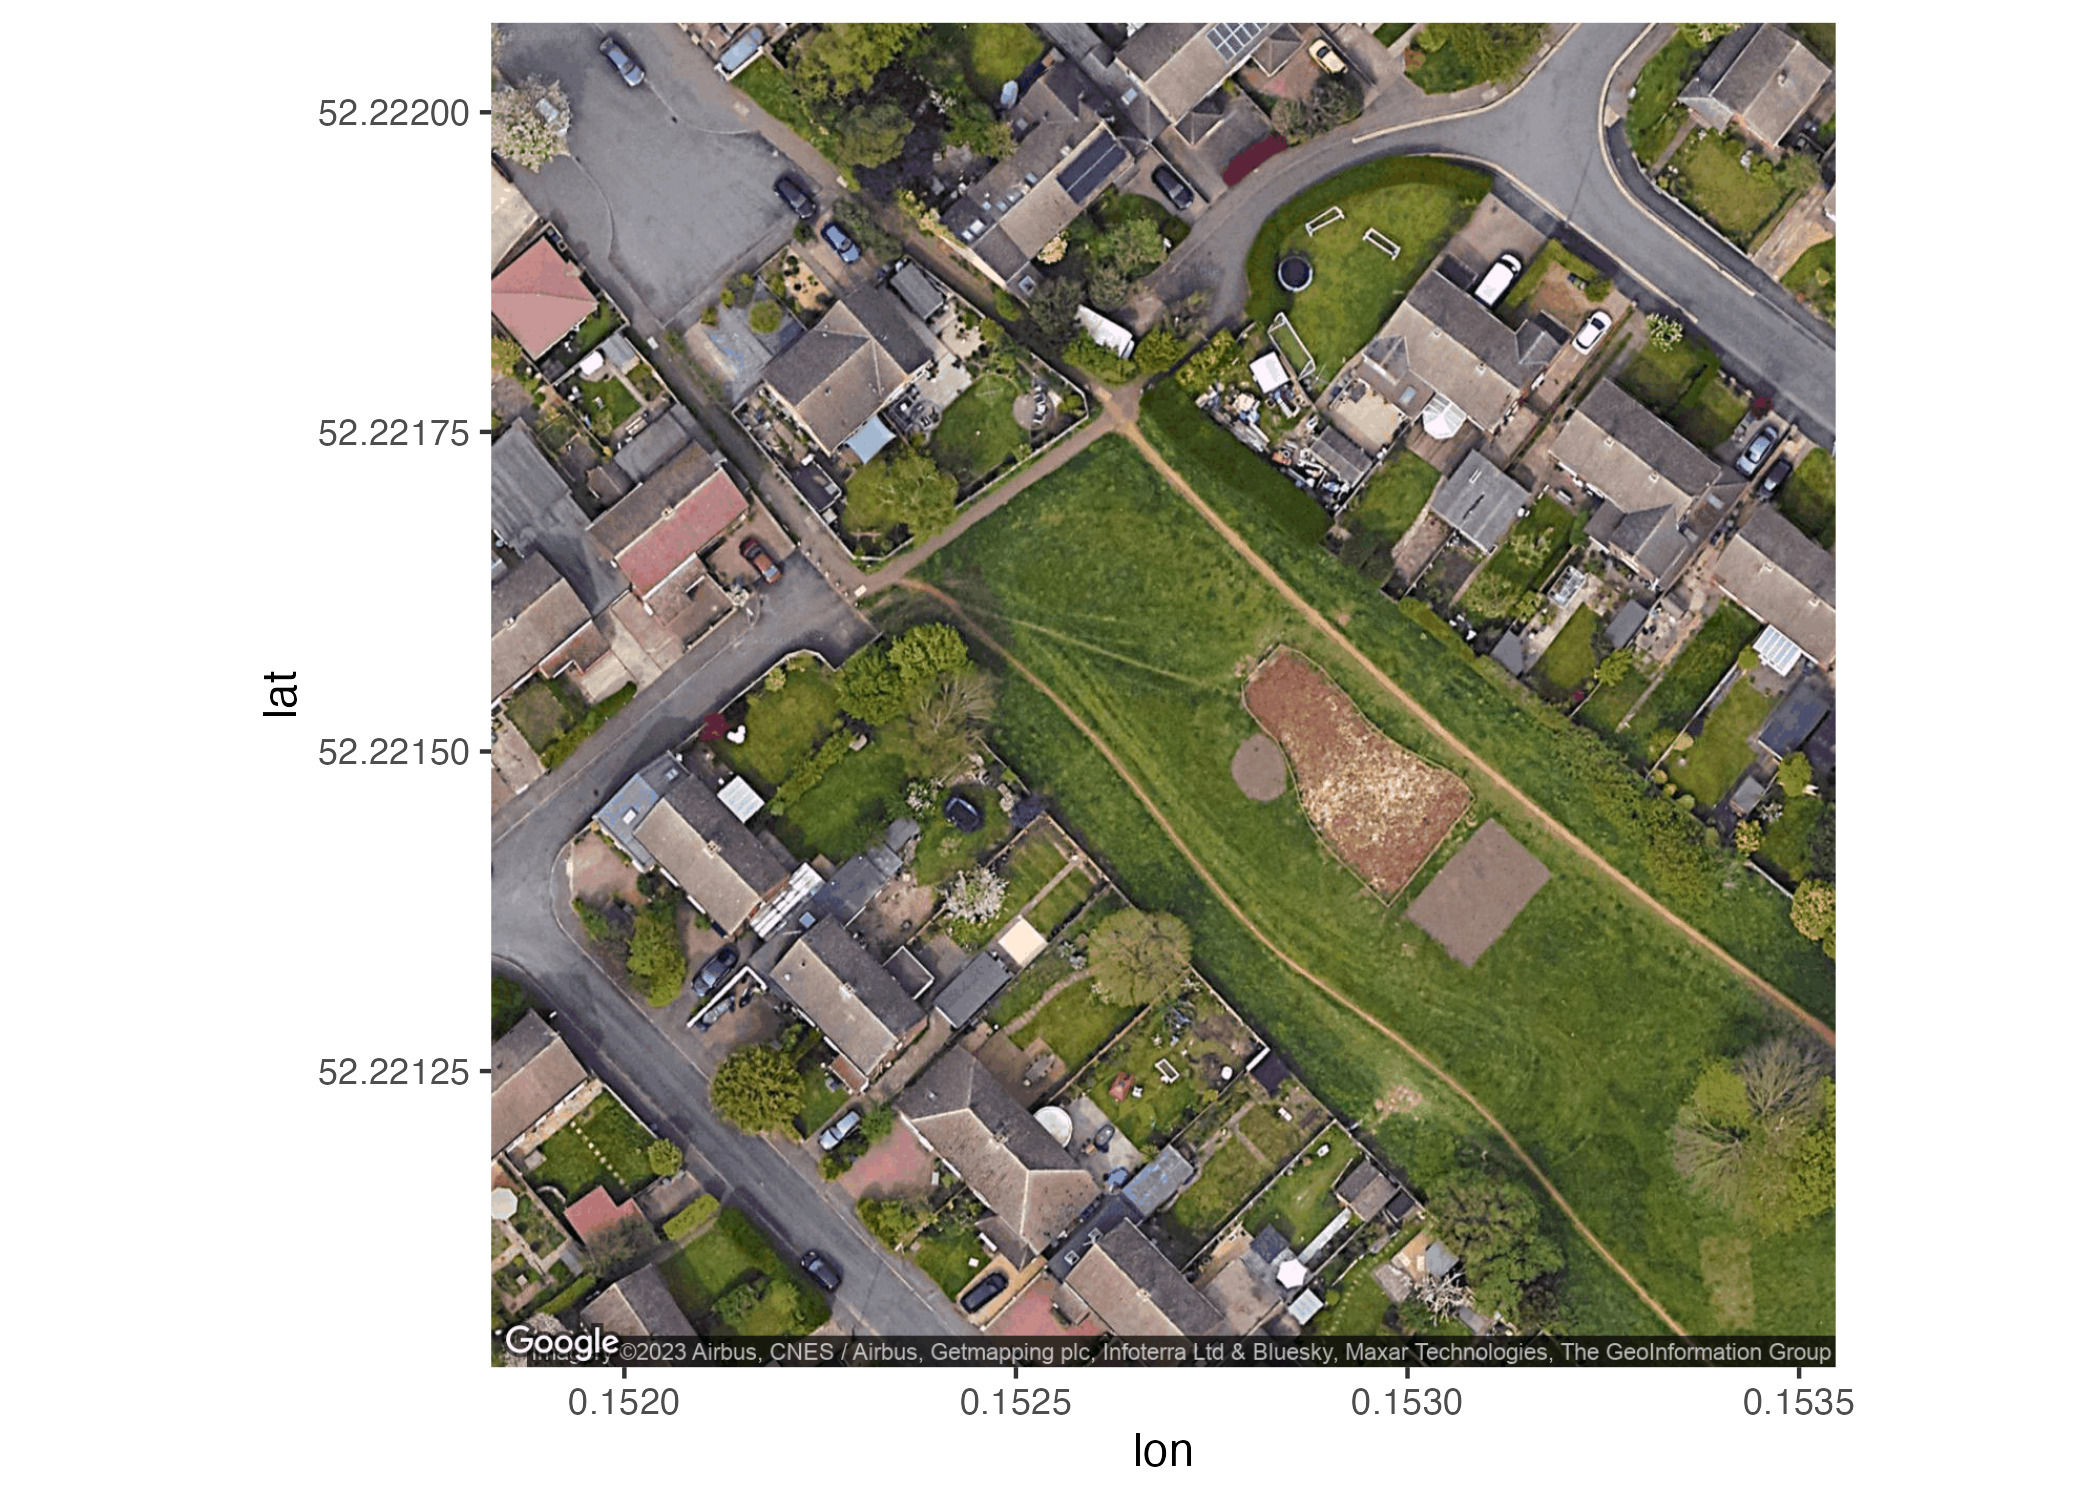 52.22200
52.22175
lat
52.22150
52.22125
Google
Imagery ©2023 Airbus, CNES / Airbus, Getmapping plc, Infoterra Ltd & Bluesky, Maxar Technologies, The GeoInformation Group
0.1520 0.1525 0.1530 0.1535
lon